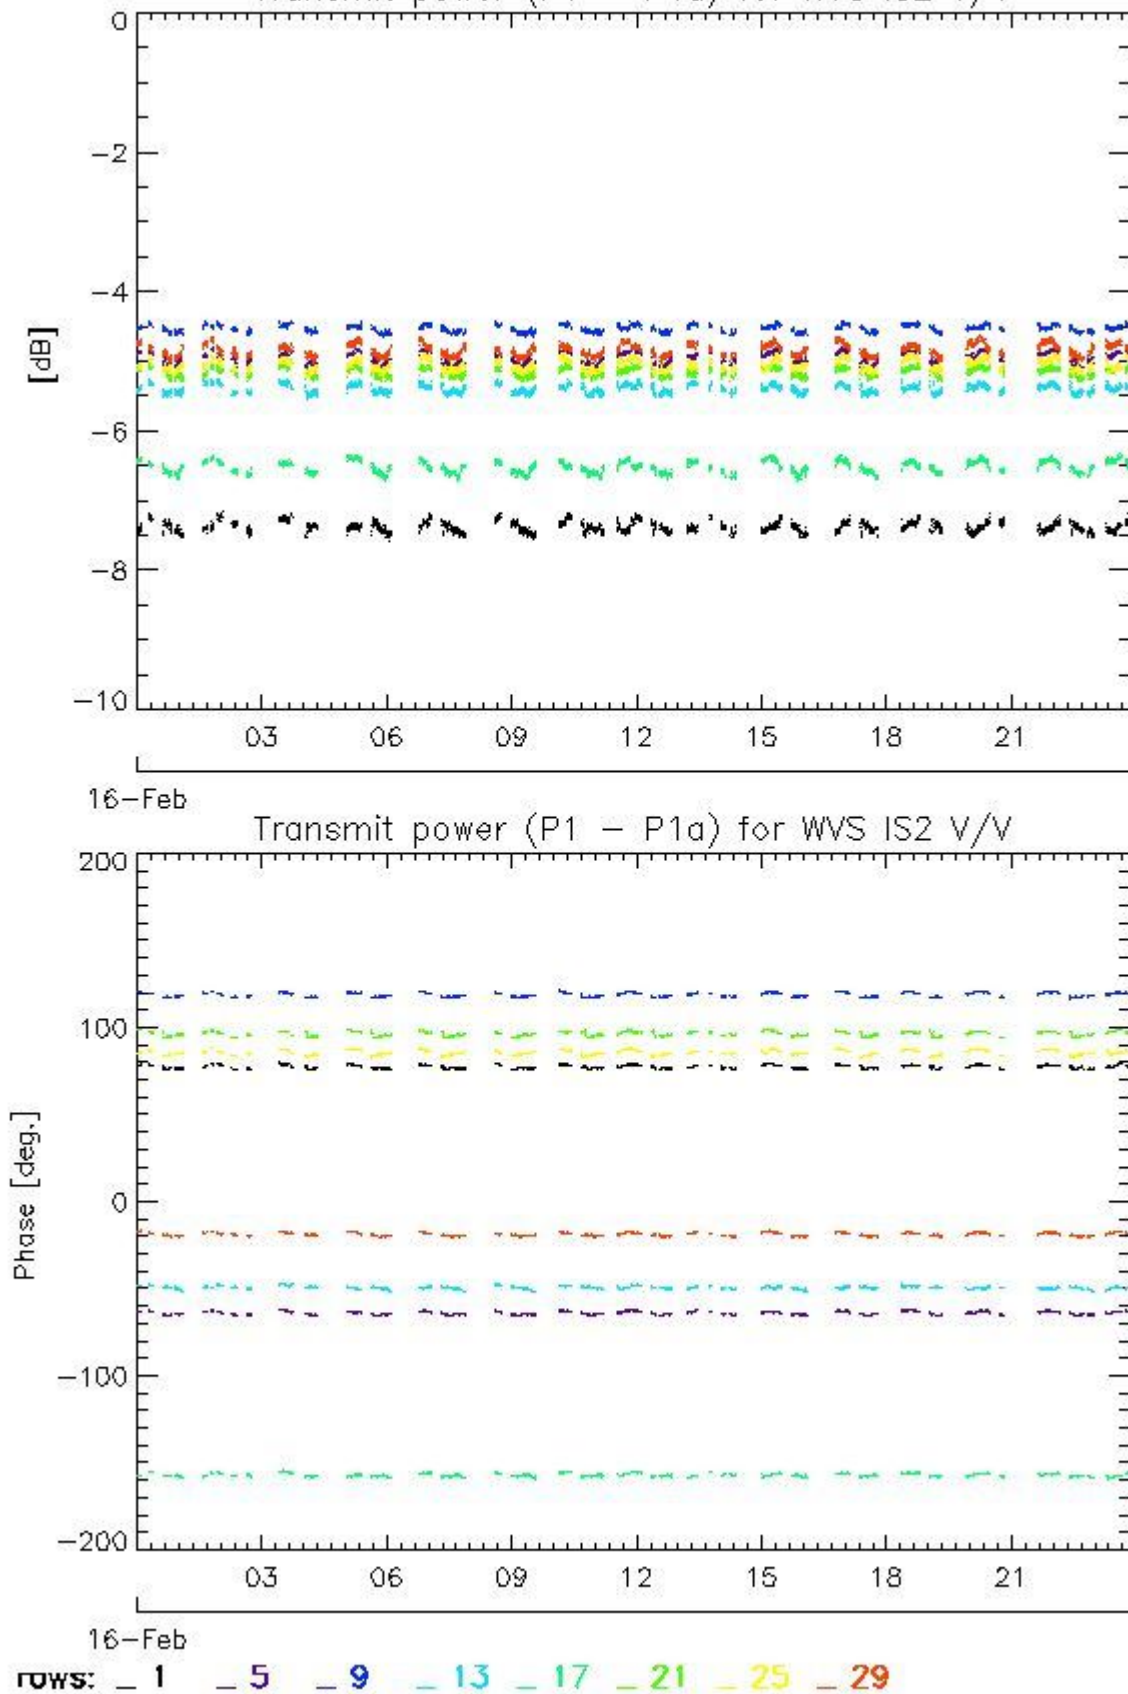 0
-2
-4
[dB]
-6
-8
-10
03 06 09 12 15 18 21
16-Feb
Transmit power (P1 - P1a) for WVS IS2 V/V
200
100
Phase [deg.]
0
-100
-200
03 06 09 12 15 18 21
16-Feb
rows: _ 1 _ 5 _ 9 _ 13 _ 17 _ 21 _ 25 _ 29